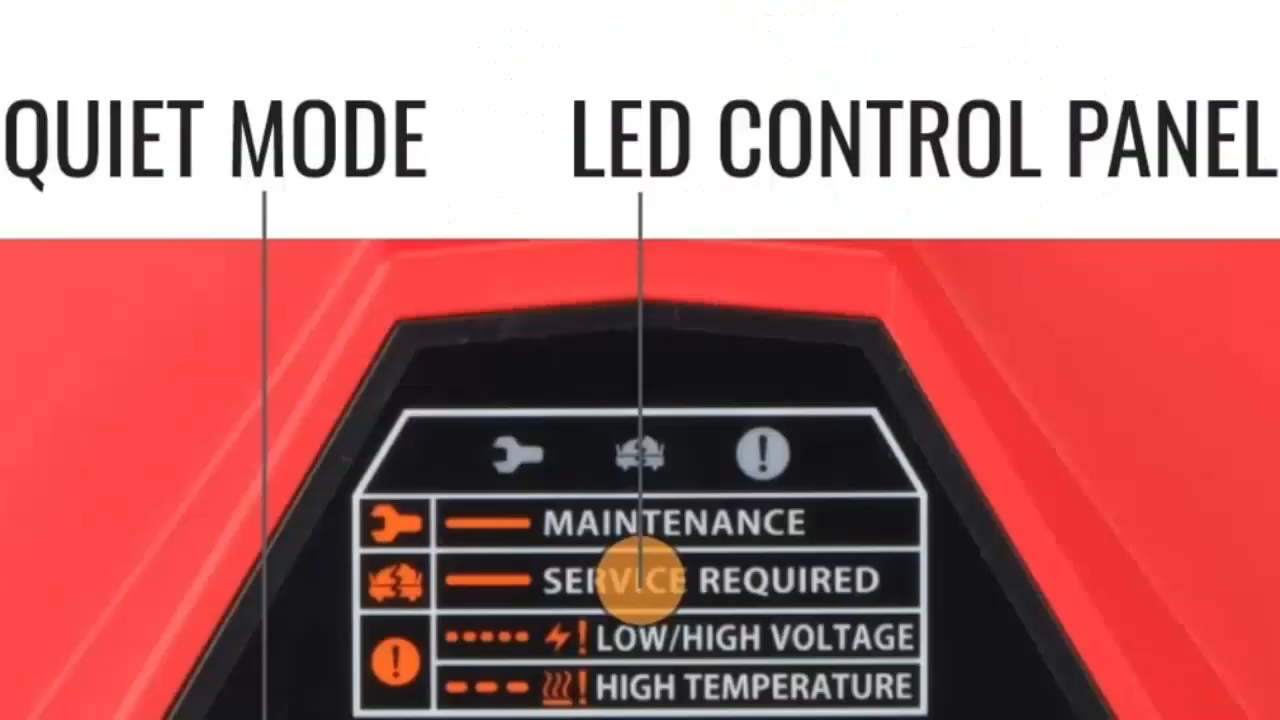 QUIET MODE
LED CONTROL PANEL
MAINTENANCE
SERVICE REQUIRED
LOW/HIGH VOLTAGE
HIGH TEMPERATURE